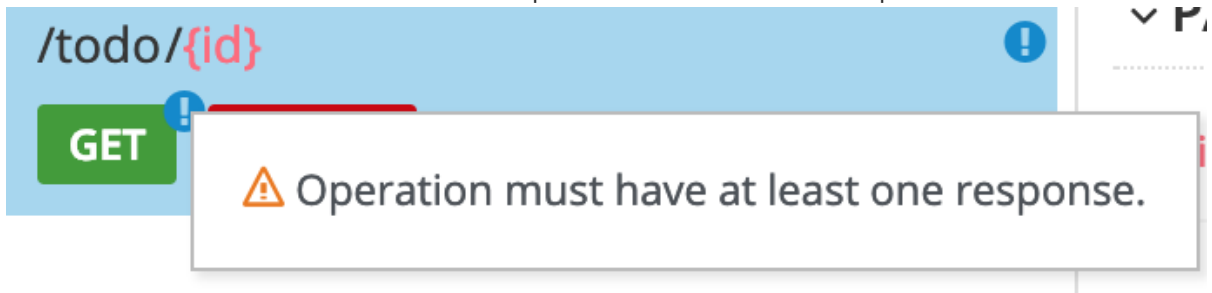 /todo/{id}
GET
Operation must have at least one response.